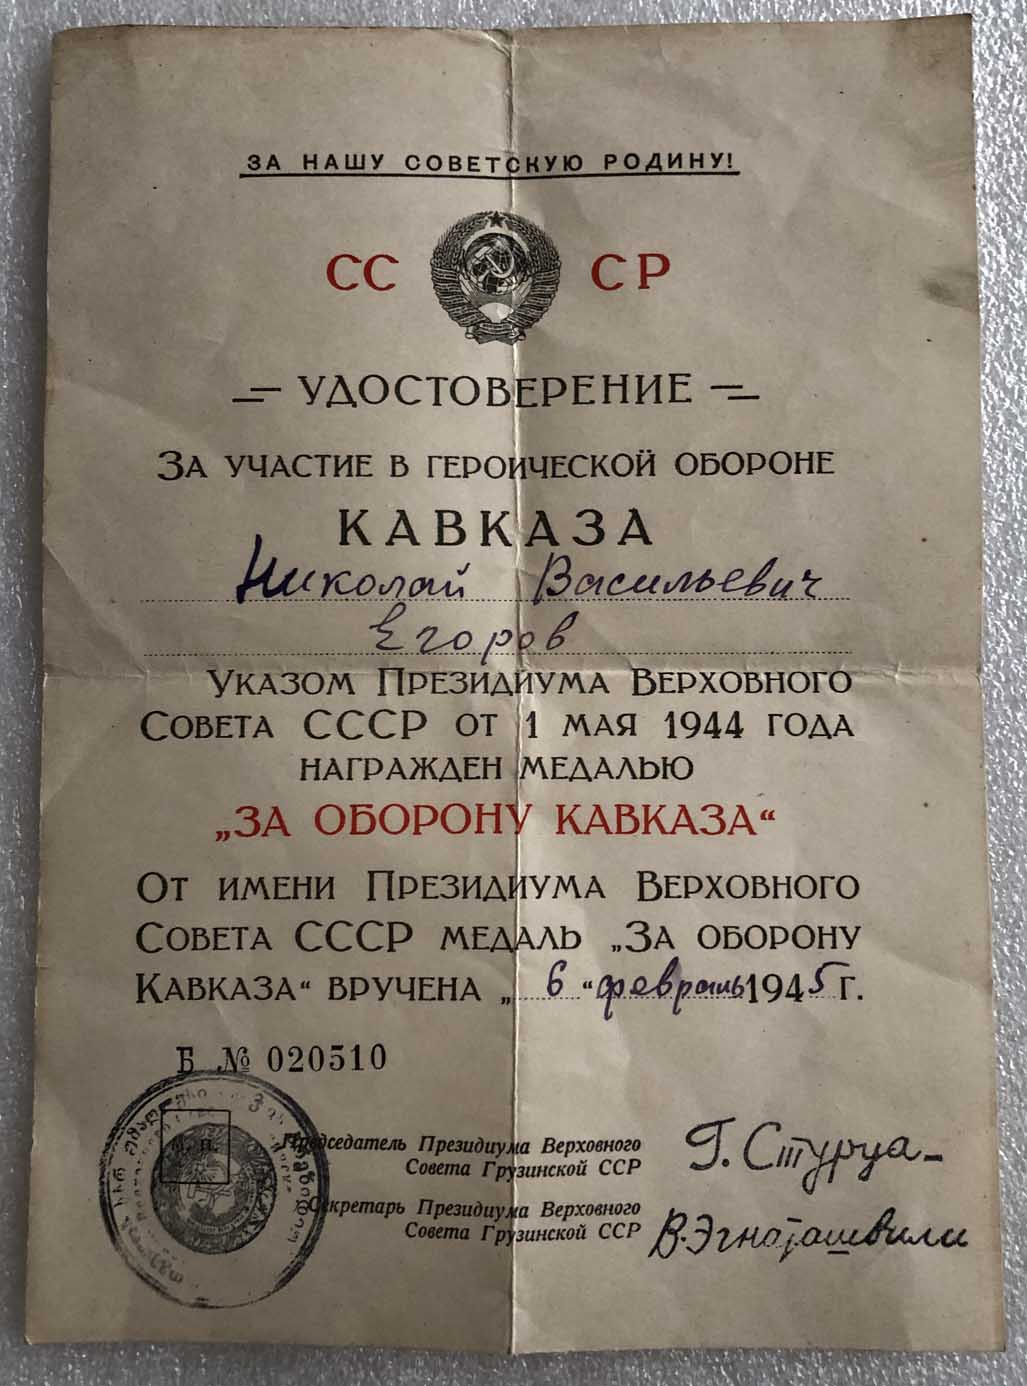 ЗА НАШУ СОВЕТСКУЮ РОДИНУ!
СС СР
УДОСТОВЕРЕНИЕ
ЗА УЧАСТИЕ В ГЕРОИЧЕСКОЙ ОБОРОНЕ
КАВКАЗА
Николай Васильевич
Егоров
УКАЗОМ ПРЕЗИДИУМА ВЕРХОВНОГО
СОВЕТА СССР ОТ 1 МАЯ 1944 ГОДА
НАГРАЖДЕН МЕДАЛЬЮ
„ЗА ОБОРОНУ КАВКАЗА“
ОТ ИМЕНИ ПРЕЗИДИУМА ВЕРХОВНОГО
СОВЕТА СССР МЕДАЛЬ „ЗА ОБОРОНУ
КАВКАЗА“ ВРУЧЕНА „6“ февраль 1945 Г.
Б № 020510
М. П.
Председатель Президиума Верховного
Совета Грузинской ССР
Г. Стуруа
Секретарь Президиума Верховного
Совета Грузинской ССР
В. Эгнаташвили